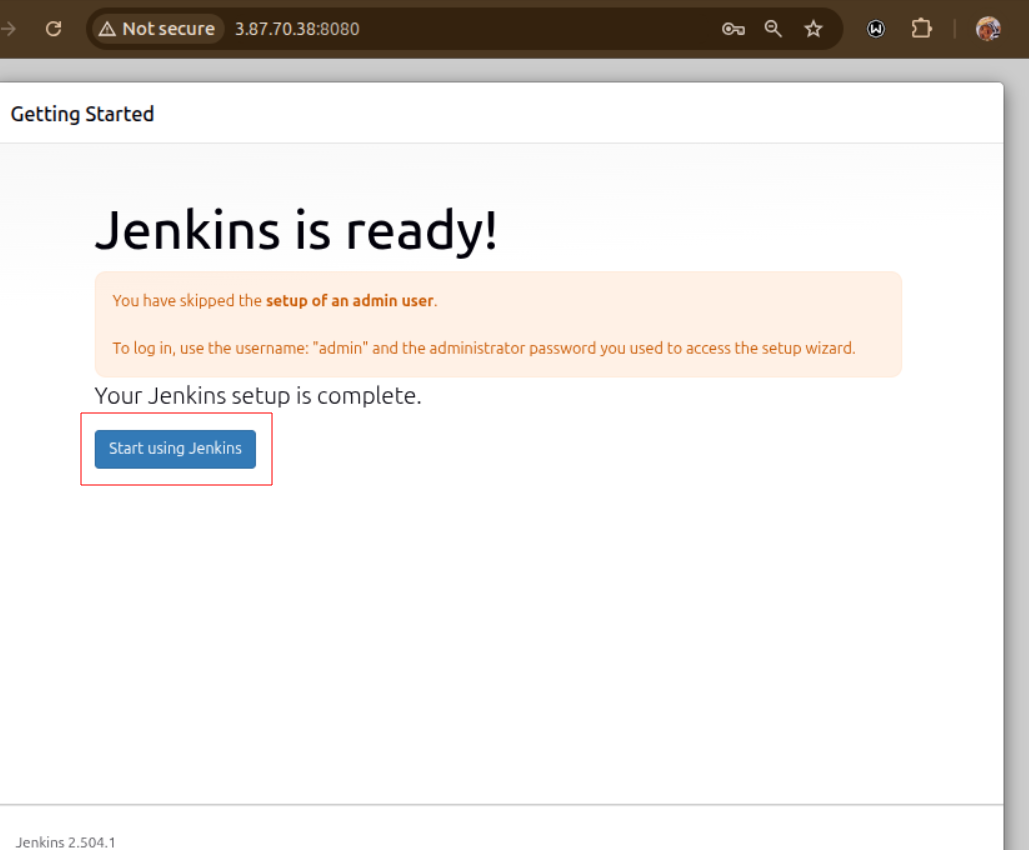 Not secure 3.87.70.38:8080
Getting Started
Jenkins is ready!
You have skipped the setup of an admin user.
To log in, use the username: "admin" and the administrator password you used to access the setup wizard.
Your Jenkins setup is complete.
Start using Jenkins
Jenkins 2.504.1